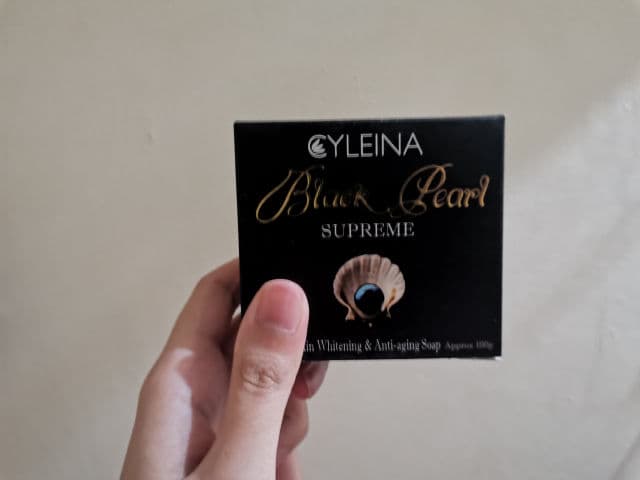 CYLEINA
Black Pearl
SUPREME
Whitening & Anti-aging Soap Approx 100g